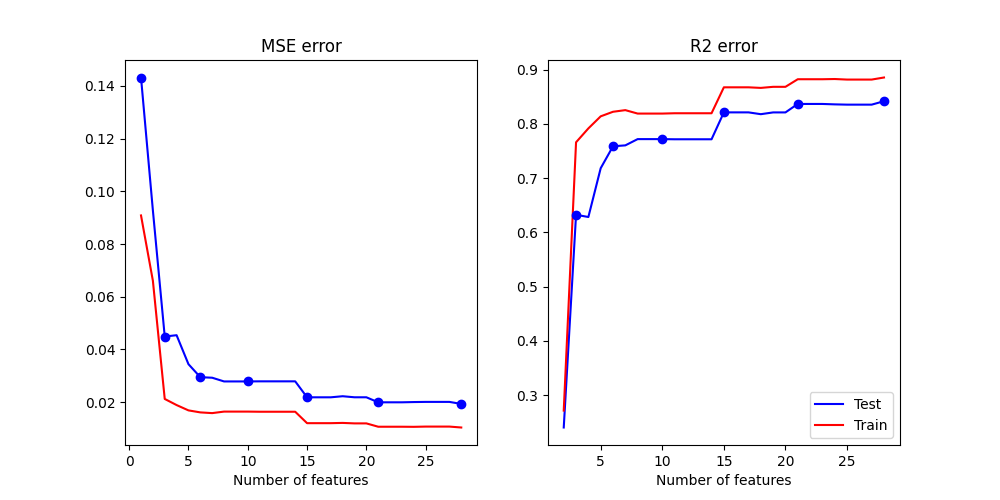 MSE error
0.14
0.12
0.10
0.08
0.06
0.04
0.02
0 5 10 15 20 25
Number of features
R2 error
0.9
0.8
0.7
0.6
0.5
0.4
0.3
5 10 15 20 25
Number of features
Test
Train